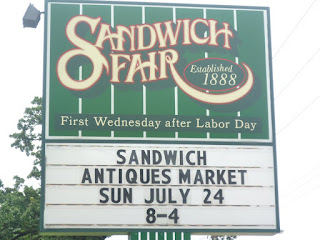 SANDWICH
FAIR
Established
1888
First Wednesday after Labor Day
SANDWICH
ANTIQUES MARKET
SUN JULY 24
8-4